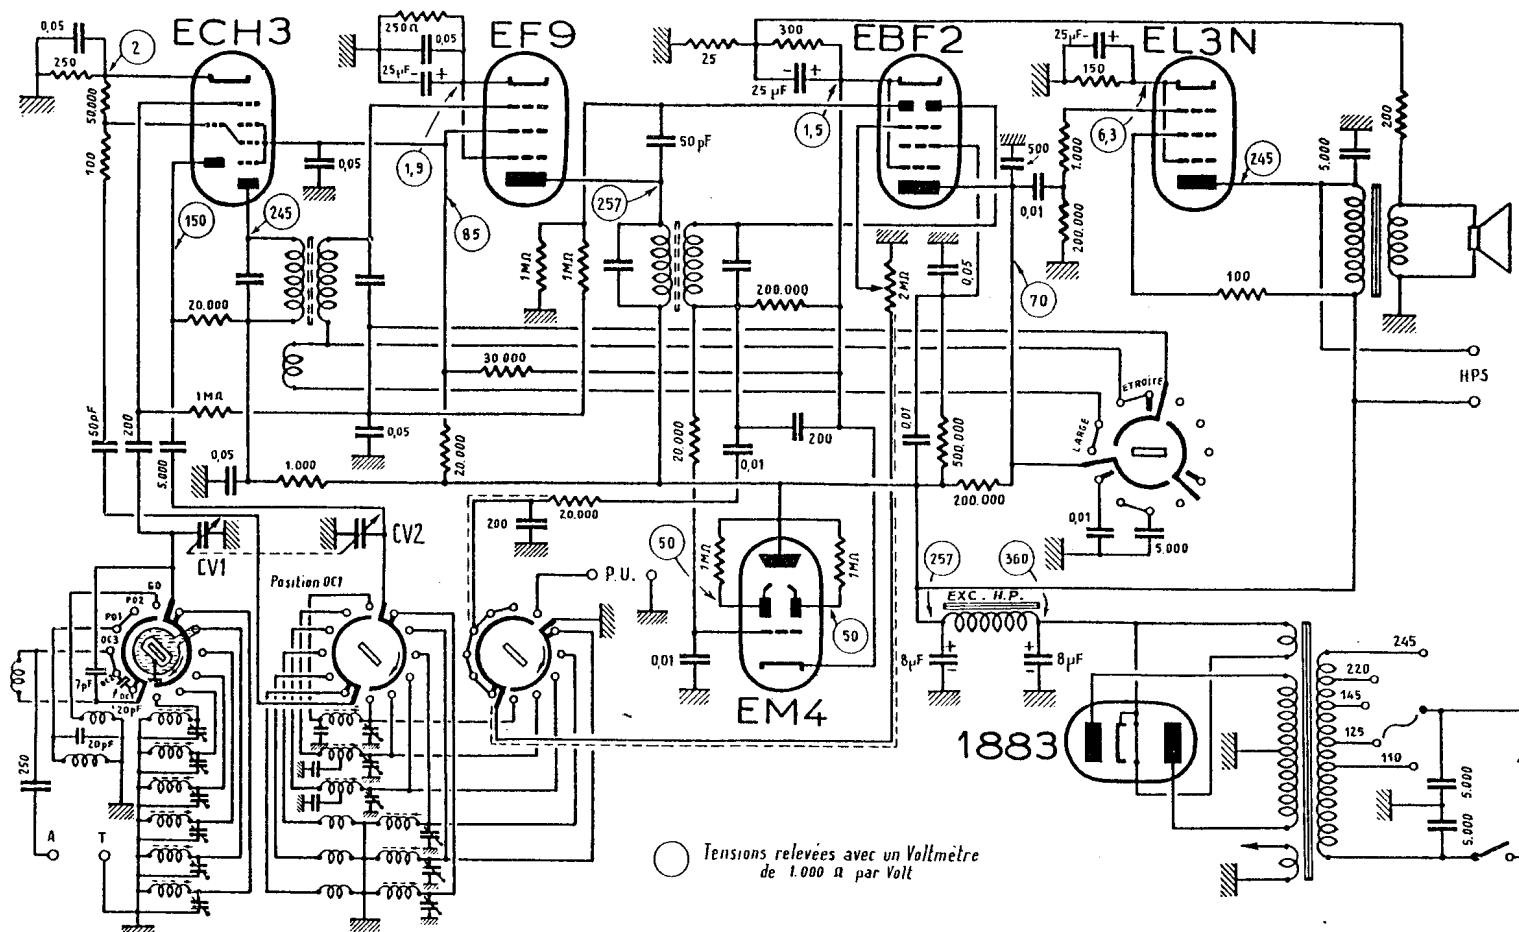 ECH3
EF9
EBF2
EL3N
0,05
2
250
50.000
100
250Ω
0,05
25µF
-
+
1,9
300
25
25 µF
-
+
1,5
25µF
-
+
150
6,3
0,05
50pF
500
1.000
0,01
200.000
5.000
200
245
150
245
85
257
1MΩ
1MΩ
2MΩ
0,05
70
100
20.000
200.000
30.000
HPS
ETROITE
LARGE
1MΩ
0,05
50pF
200
5.000
0,05
1.000
20.000
20.000
200
0,01
0,01
500.000
200.000
0,01
5.000
200
20.000
CV1
CV2
50
1MΩ
1MΩ
50
257
360
EXC. H.P.
8µF
+
-
+
-
8µF
Position OC1
P.U.
GO
PO2
PO1
OC3
OC1
7pF
20pF
20pF
250
A
T
0,01
EM4
1883
245
220
145
125
110
5.000
5.000
Tensions relevées avec un Voltmètre
de 1.000 Ω par Volt